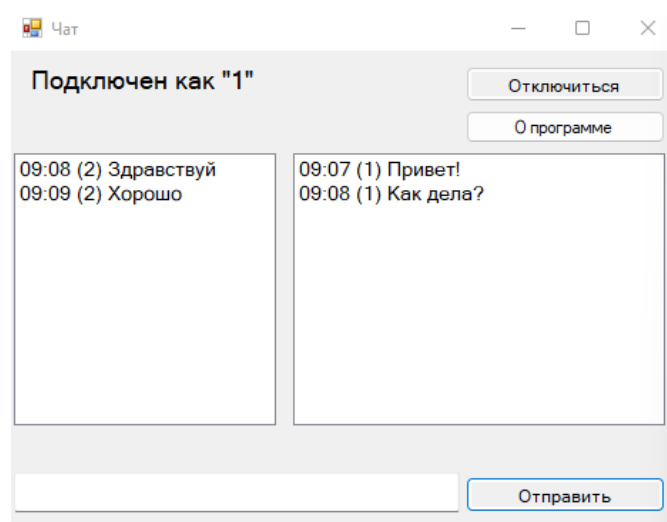 Чат
Подключен как "1"
Отключиться
О программе
09:08 (2) Здравствуй
09:09 (2) Хорошо
09:07 (1) Привет!
09:08 (1) Как дела?
Отправить